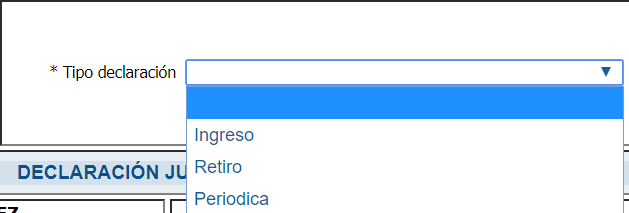 * Tipo declaración
Ingreso
Retiro
DECLARACIÓN JU
Periodica